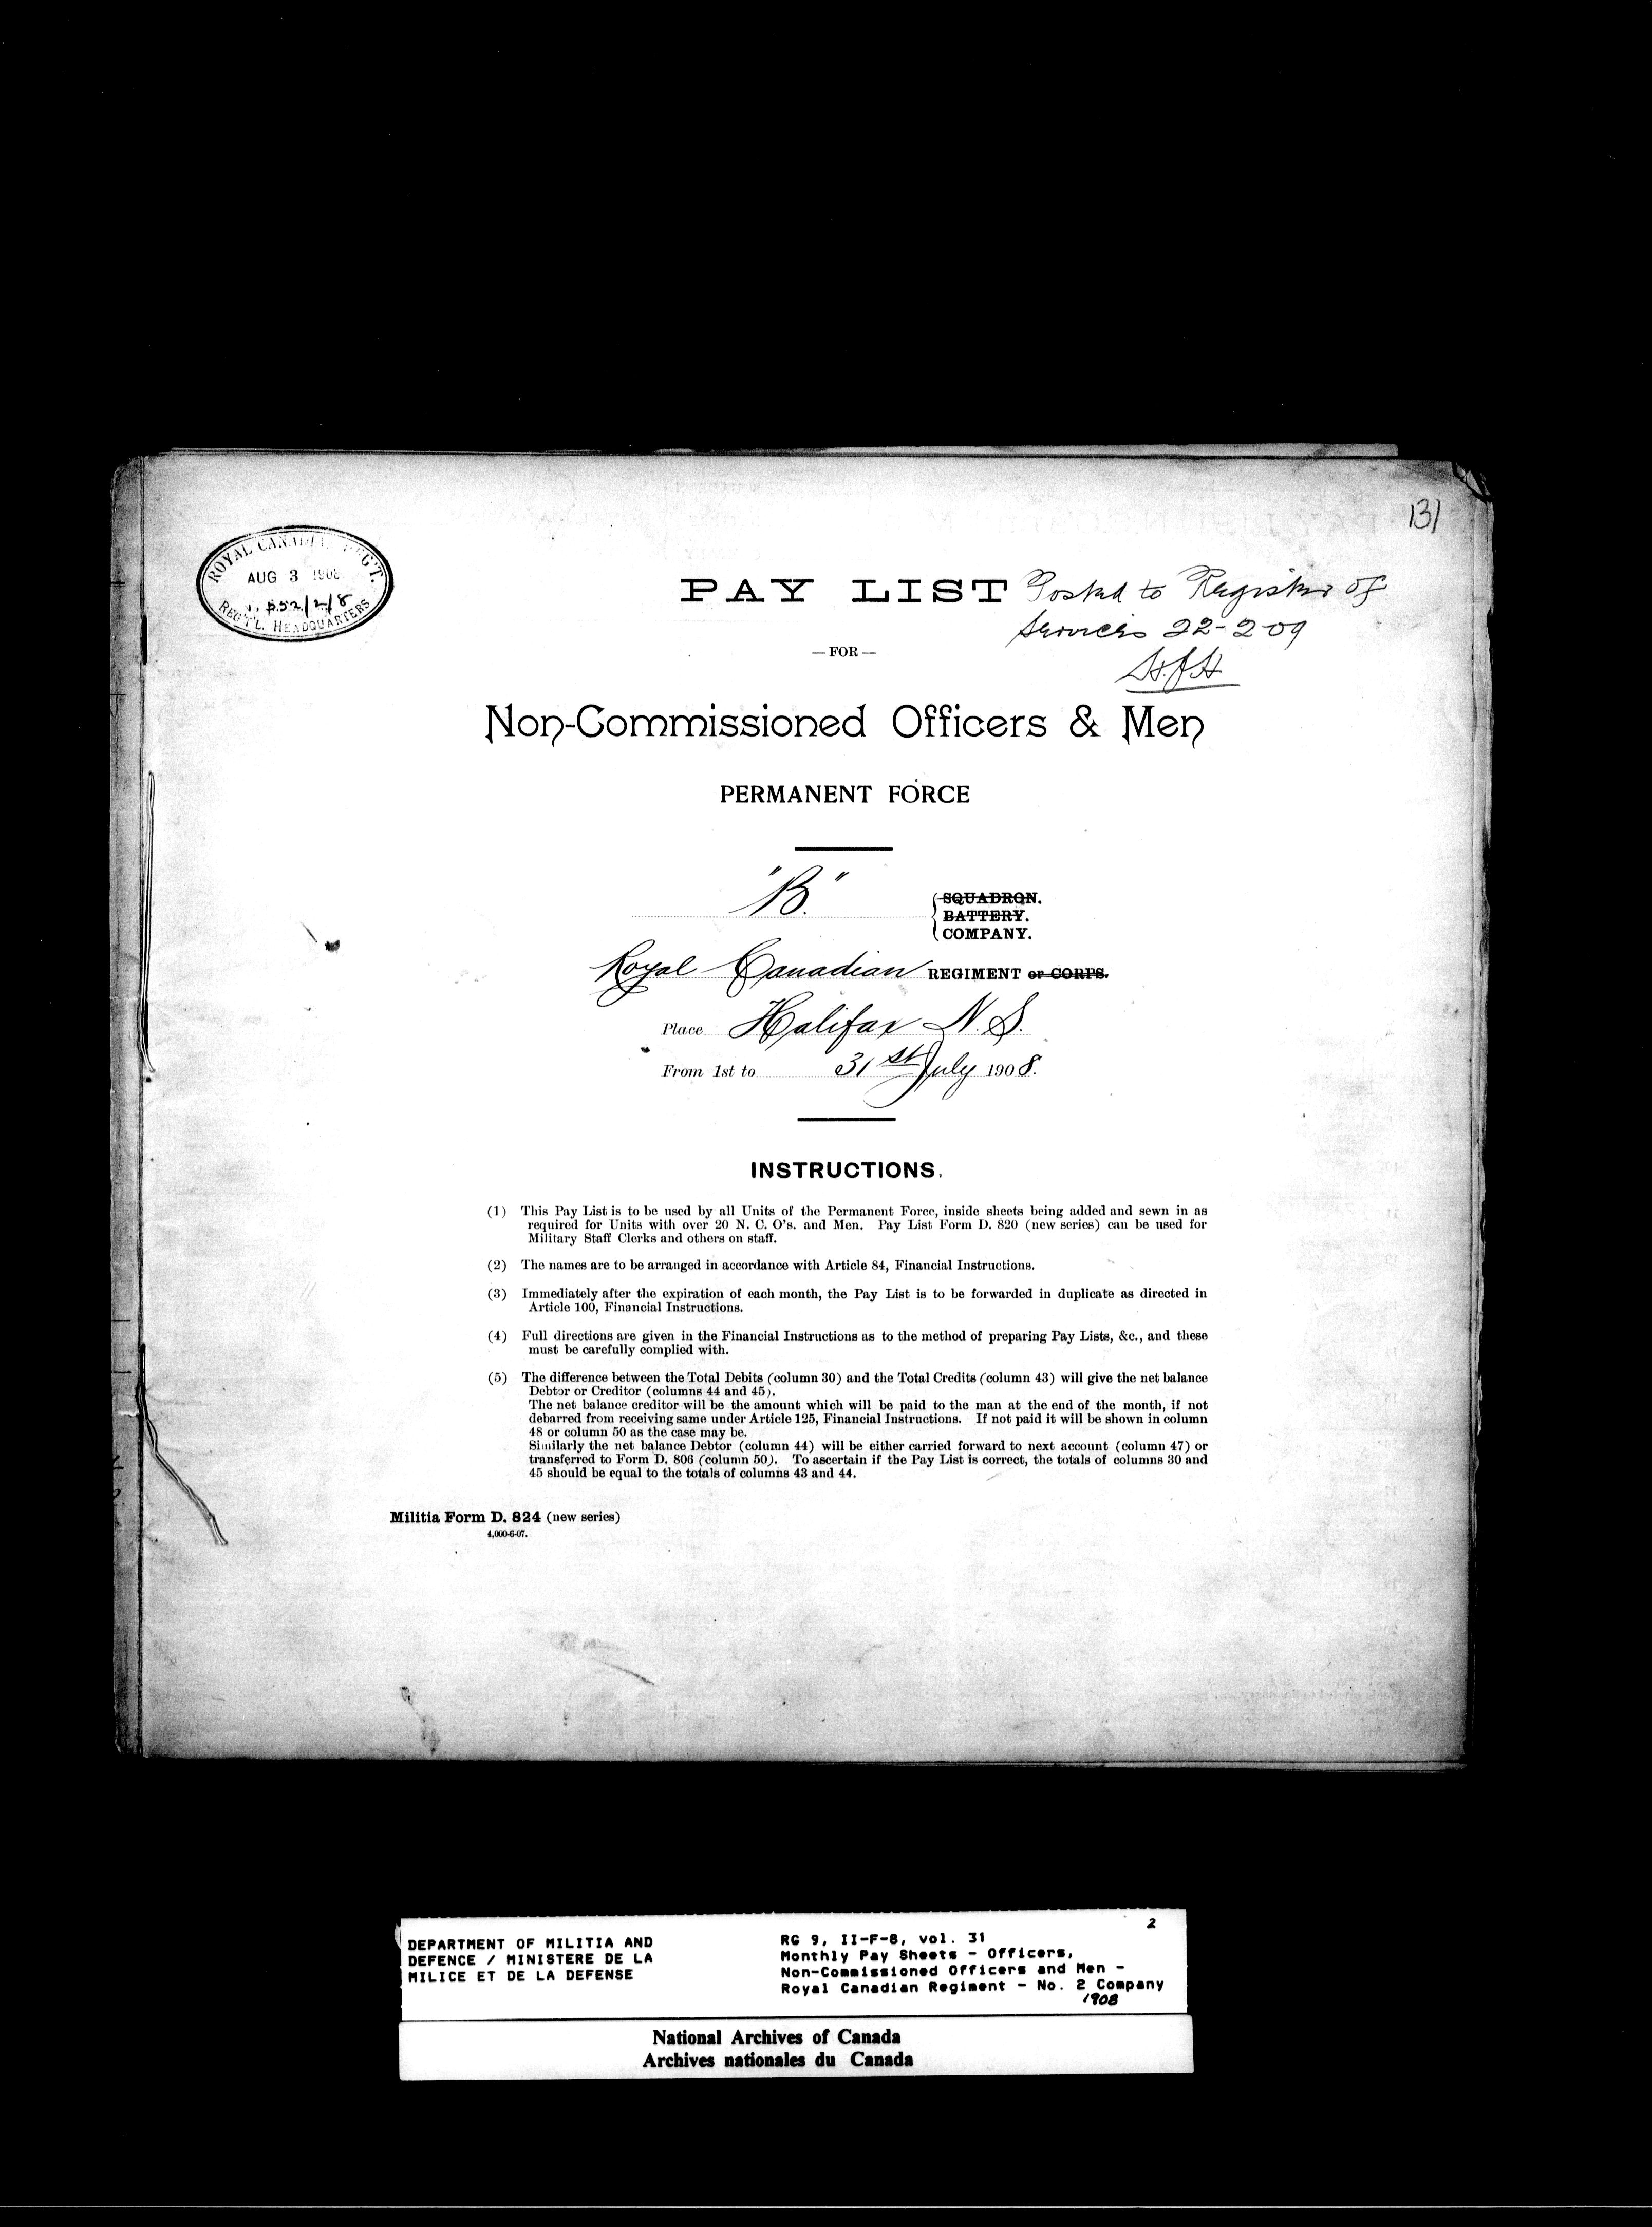 131
ROYAL CANADIAN REG'T.
AUG 3 1908
REG'T'L. HEADQUARTERS
PAY LIST Posted to Register of
Services 22-2-09
— FOR —
Non-Commissioned Officers & Men
PERMANENT FORCE
"B."
SQUADRON.
BATTERY.
COMPANY.
Royal Canadian REGIMENT or CORPS.
Place Halifax N.S.
From 1st to 31st July 1908.
INSTRUCTIONS.
(1) This Pay List is to be used by all Units of the Permanent Force, inside sheets being added and sewn in as
required for Units with over 20 N. C. O's. and Men. Pay List Form D. 820 (new series) can be used for
Military Staff Clerks and others on staff.
(2) The names are to be arranged in accordance with Article 84, Financial Instructions.
(3) Immediately after the expiration of each month, the Pay List is to be forwarded in duplicate as directed in
Article 100, Financial Instructions.
(4) Full directions are given in the Financial Instructions as to the method of preparing Pay Lists, &c., and these
must be carefully complied with.
(5) The difference between the Total Debits (column 30) and the Total Credits (column 43) will give the net balance
Debtor or Creditor (columns 44 and 45).
The net balance creditor will be the amount which will be paid to the man at the end of the month, if not
debarred from receiving same under Article 125, Financial Instructions. If not paid it will be shown in column
48 or column 50 as the case may be.
Similarly the net balance Debtor (column 44) will be either carried forward to next account (column 47) or
transferred to Form D. 806 (column 50). To ascertain if the Pay List is correct, the totals of columns 30 and
45 should be equal to the totals of columns 43 and 44.
Militia Form D. 824 (new series)
4,000-6-07.
2
DEPARTMENT OF MILITIA AND
DEFENCE / MINISTERE DE LA
MILICE ET DE LA DEFENSE
RG 9, II-F-8, vol. 31
Monthly Pay Sheets - Officers,
Non-Commissioned Officers and Men -
Royal Canadian Regiment - No. 2 Company
1908
National Archives of Canada
Archives nationales du Canada